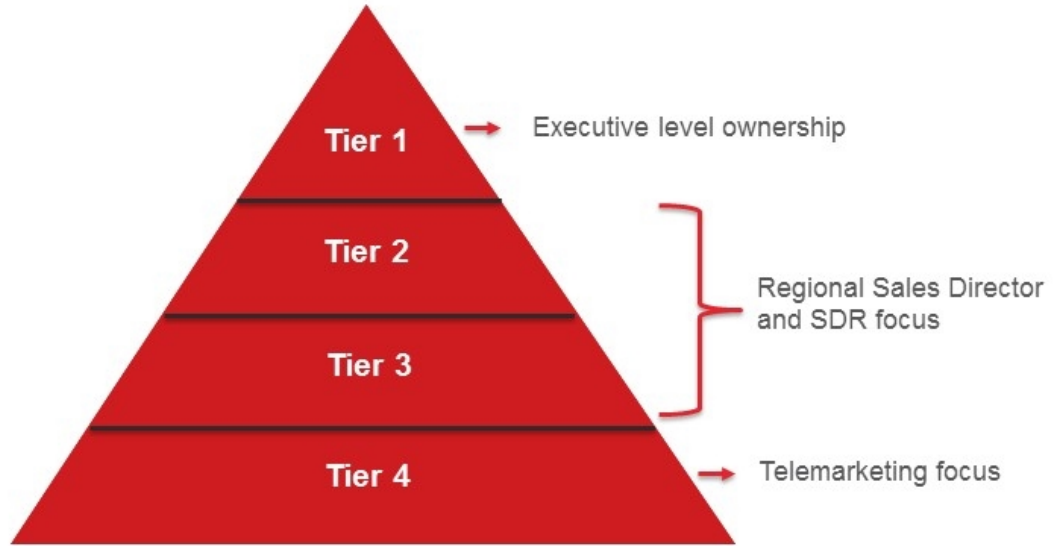 Tier 1
Executive level ownership
Tier 2
Regional Sales Director
and SDR focus
Tier 3
Tier 4
Telemarketing focus